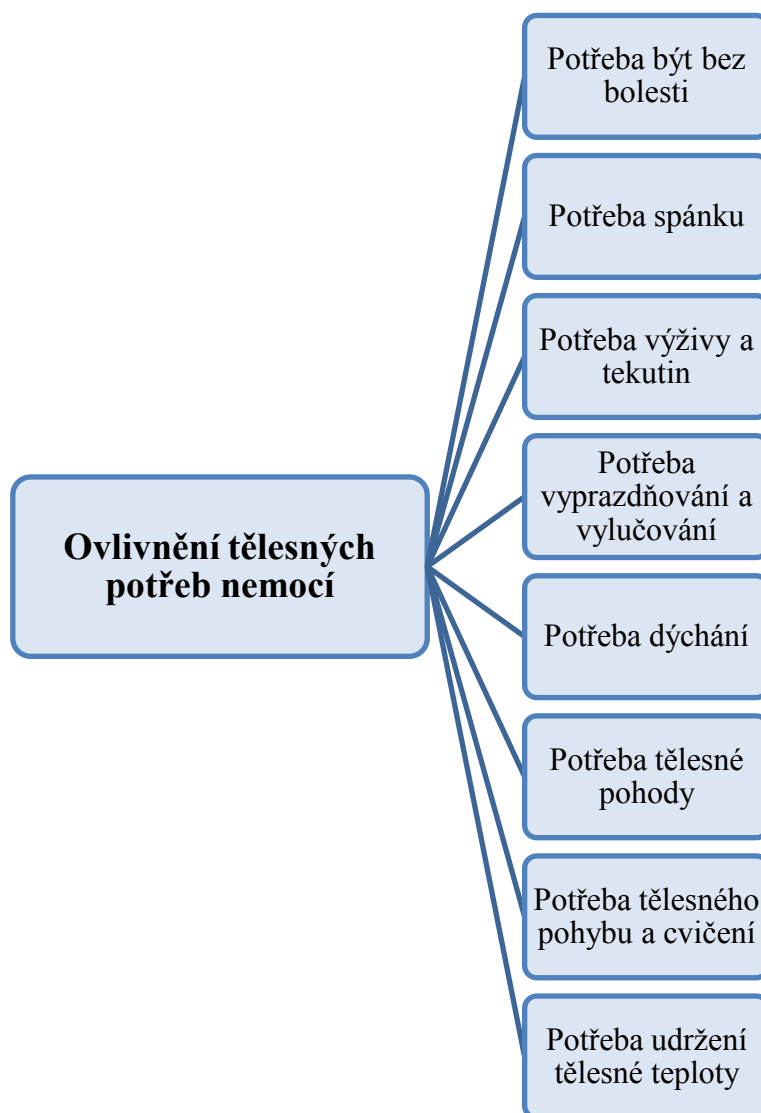 Potřeba být bez
bolesti
Potřeba spánku
Potřeba výživy a
tekutin
Potřeba
vyprazdňování a
vylučování
Ovlivnění tělesných
potřeb nemocí
Potřeba dýchání
Potřeba tělesné
pohody
Potřeba tělesného
pohybu a cvičení
Potřeba udržení
tělesné teploty